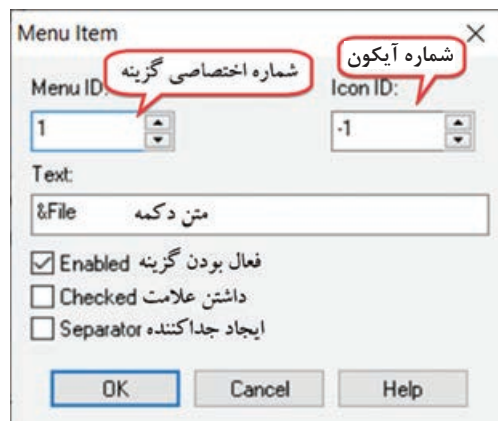 Menu Item
شماره اختصاصی گزینه
شماره آیکون
Menu ID:
Icon ID:
1
-1
Text:
&File
متن دکمه
Enabled فعال بودن گزینه
Checked داشتن علامت
Separator ایجاد جداکننده
OK
Cancel
Help